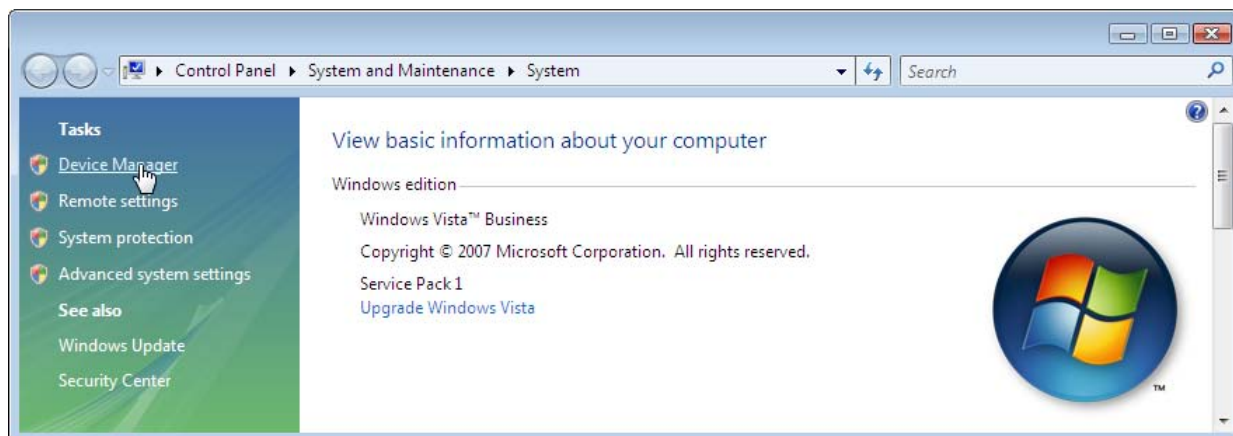 Control Panel ▸ System and Maintenance ▸ System
Search
Tasks
Device Manager
Remote settings
System protection
Advanced system settings
See also
Windows Update
Security Center
View basic information about your computer
Windows edition
Windows Vista™ Business
Copyright © 2007 Microsoft Corporation. All rights reserved.
Service Pack 1
Upgrade Windows Vista
TM